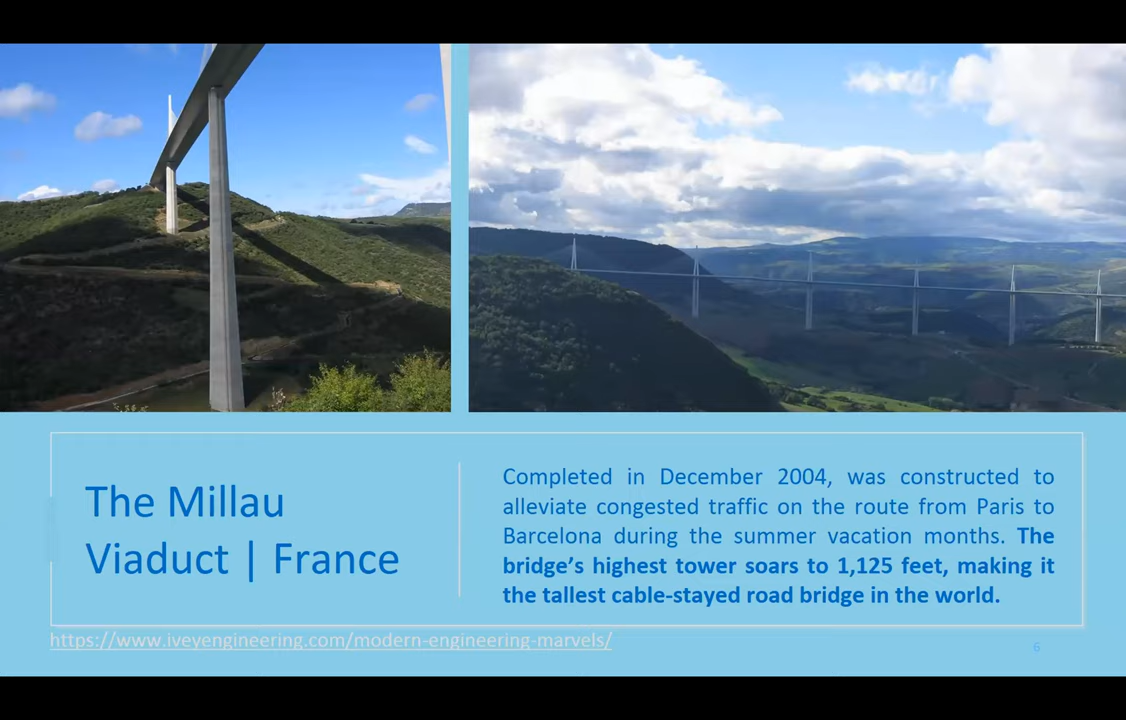 The Millau
Viaduct | France
Completed in December 2004, was constructed to
alleviate congested traffic on the route from Paris to
Barcelona during the summer vacation months. The
bridge’s highest tower soars to 1,125 feet, making it
the tallest cable-stayed road bridge in the world.
https://www.iveyengineering.com/modern-engineering-marvels/
6